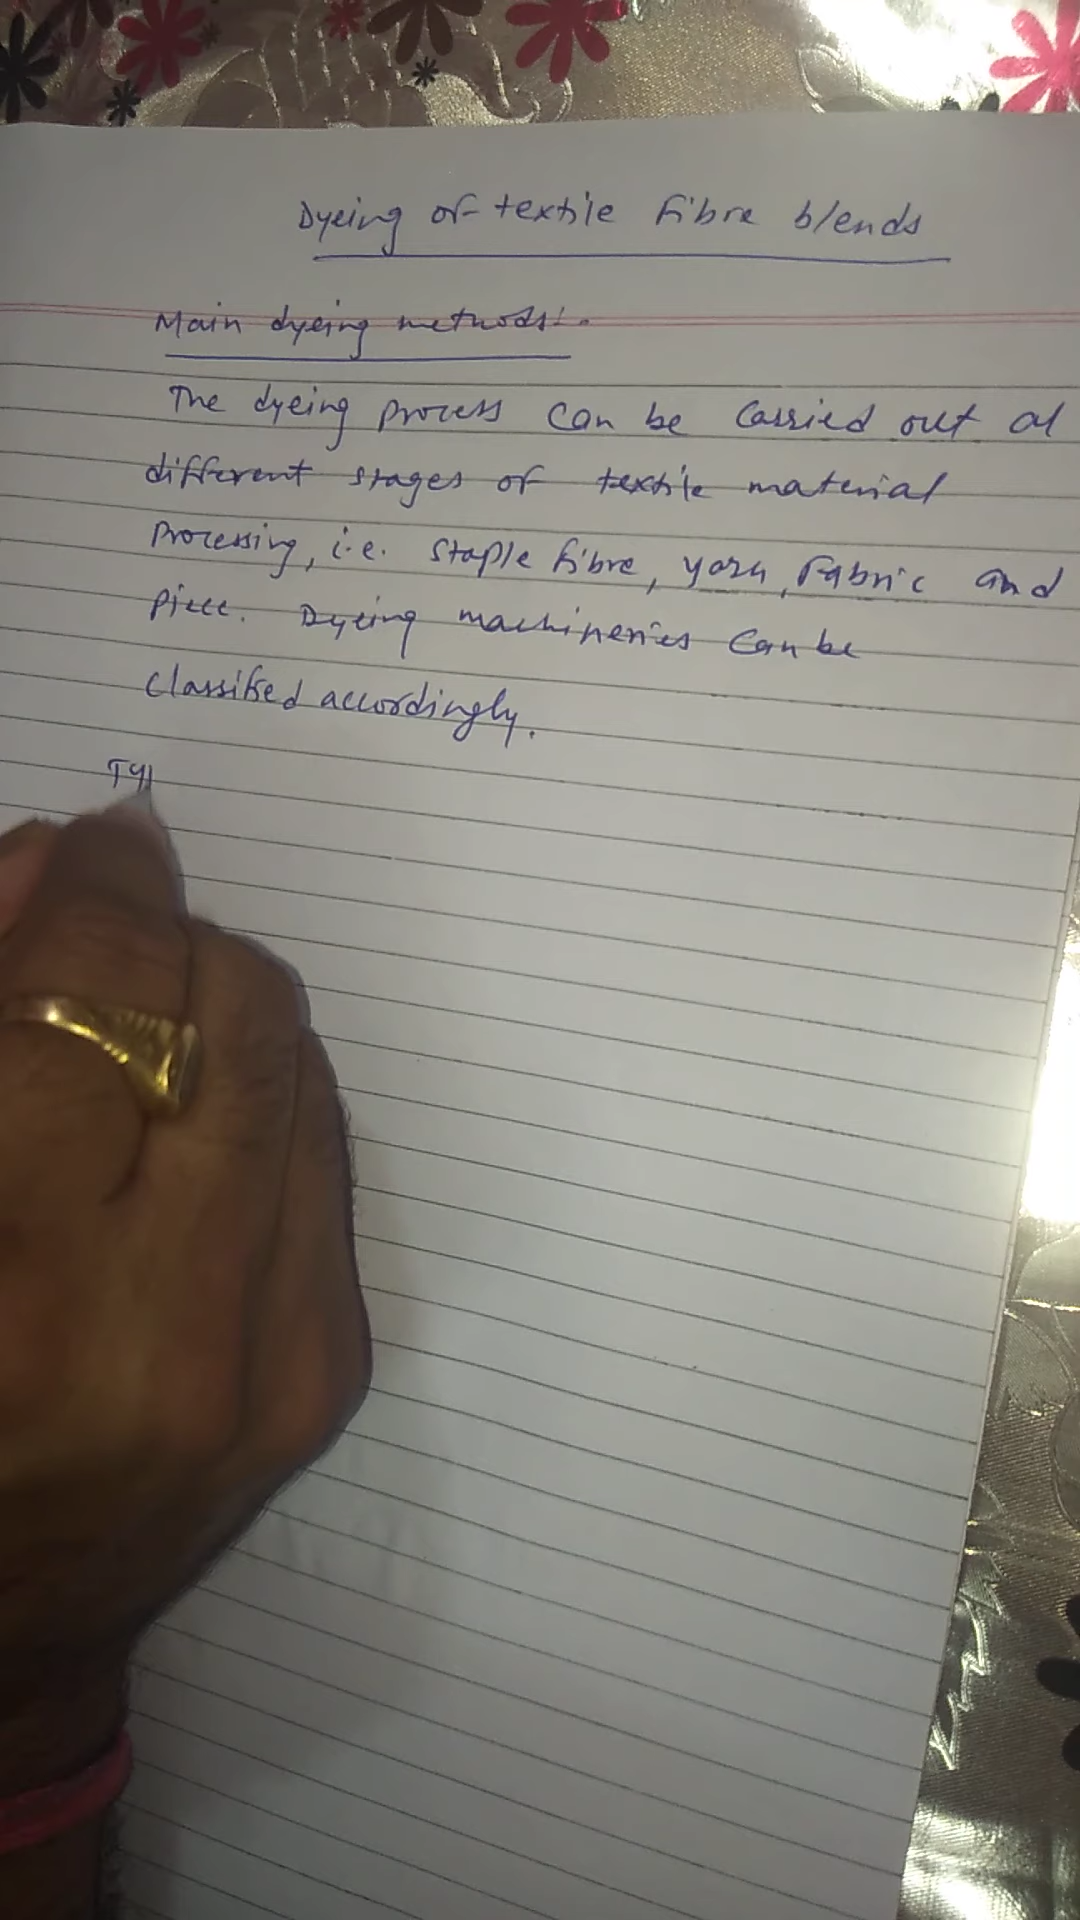 Dyeing of textile fibre blends
Main dyeing methods:-
The dyeing process can be carried out at
different stages of textile material
processing, i.e. staple fibre, yarn, fabric and
piece. Dyeing machineries can be
classified accordingly.